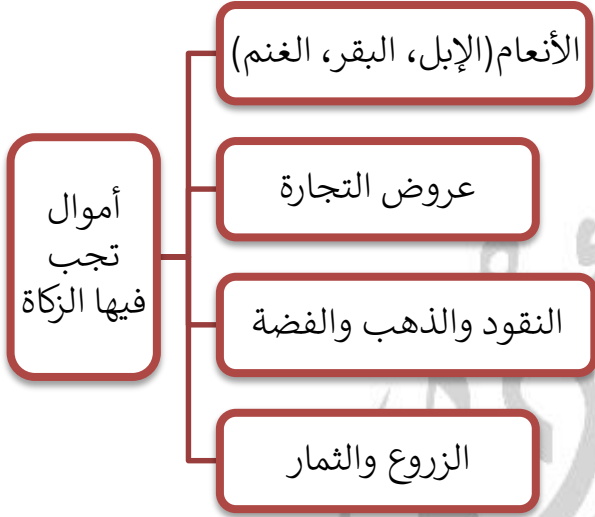 أموال
تجب
فيها الزكاة
الأنعام(الإبل، البقر، الغنم)
عروض التجارة
النقود والذهب والفضة
الزروع والثمار